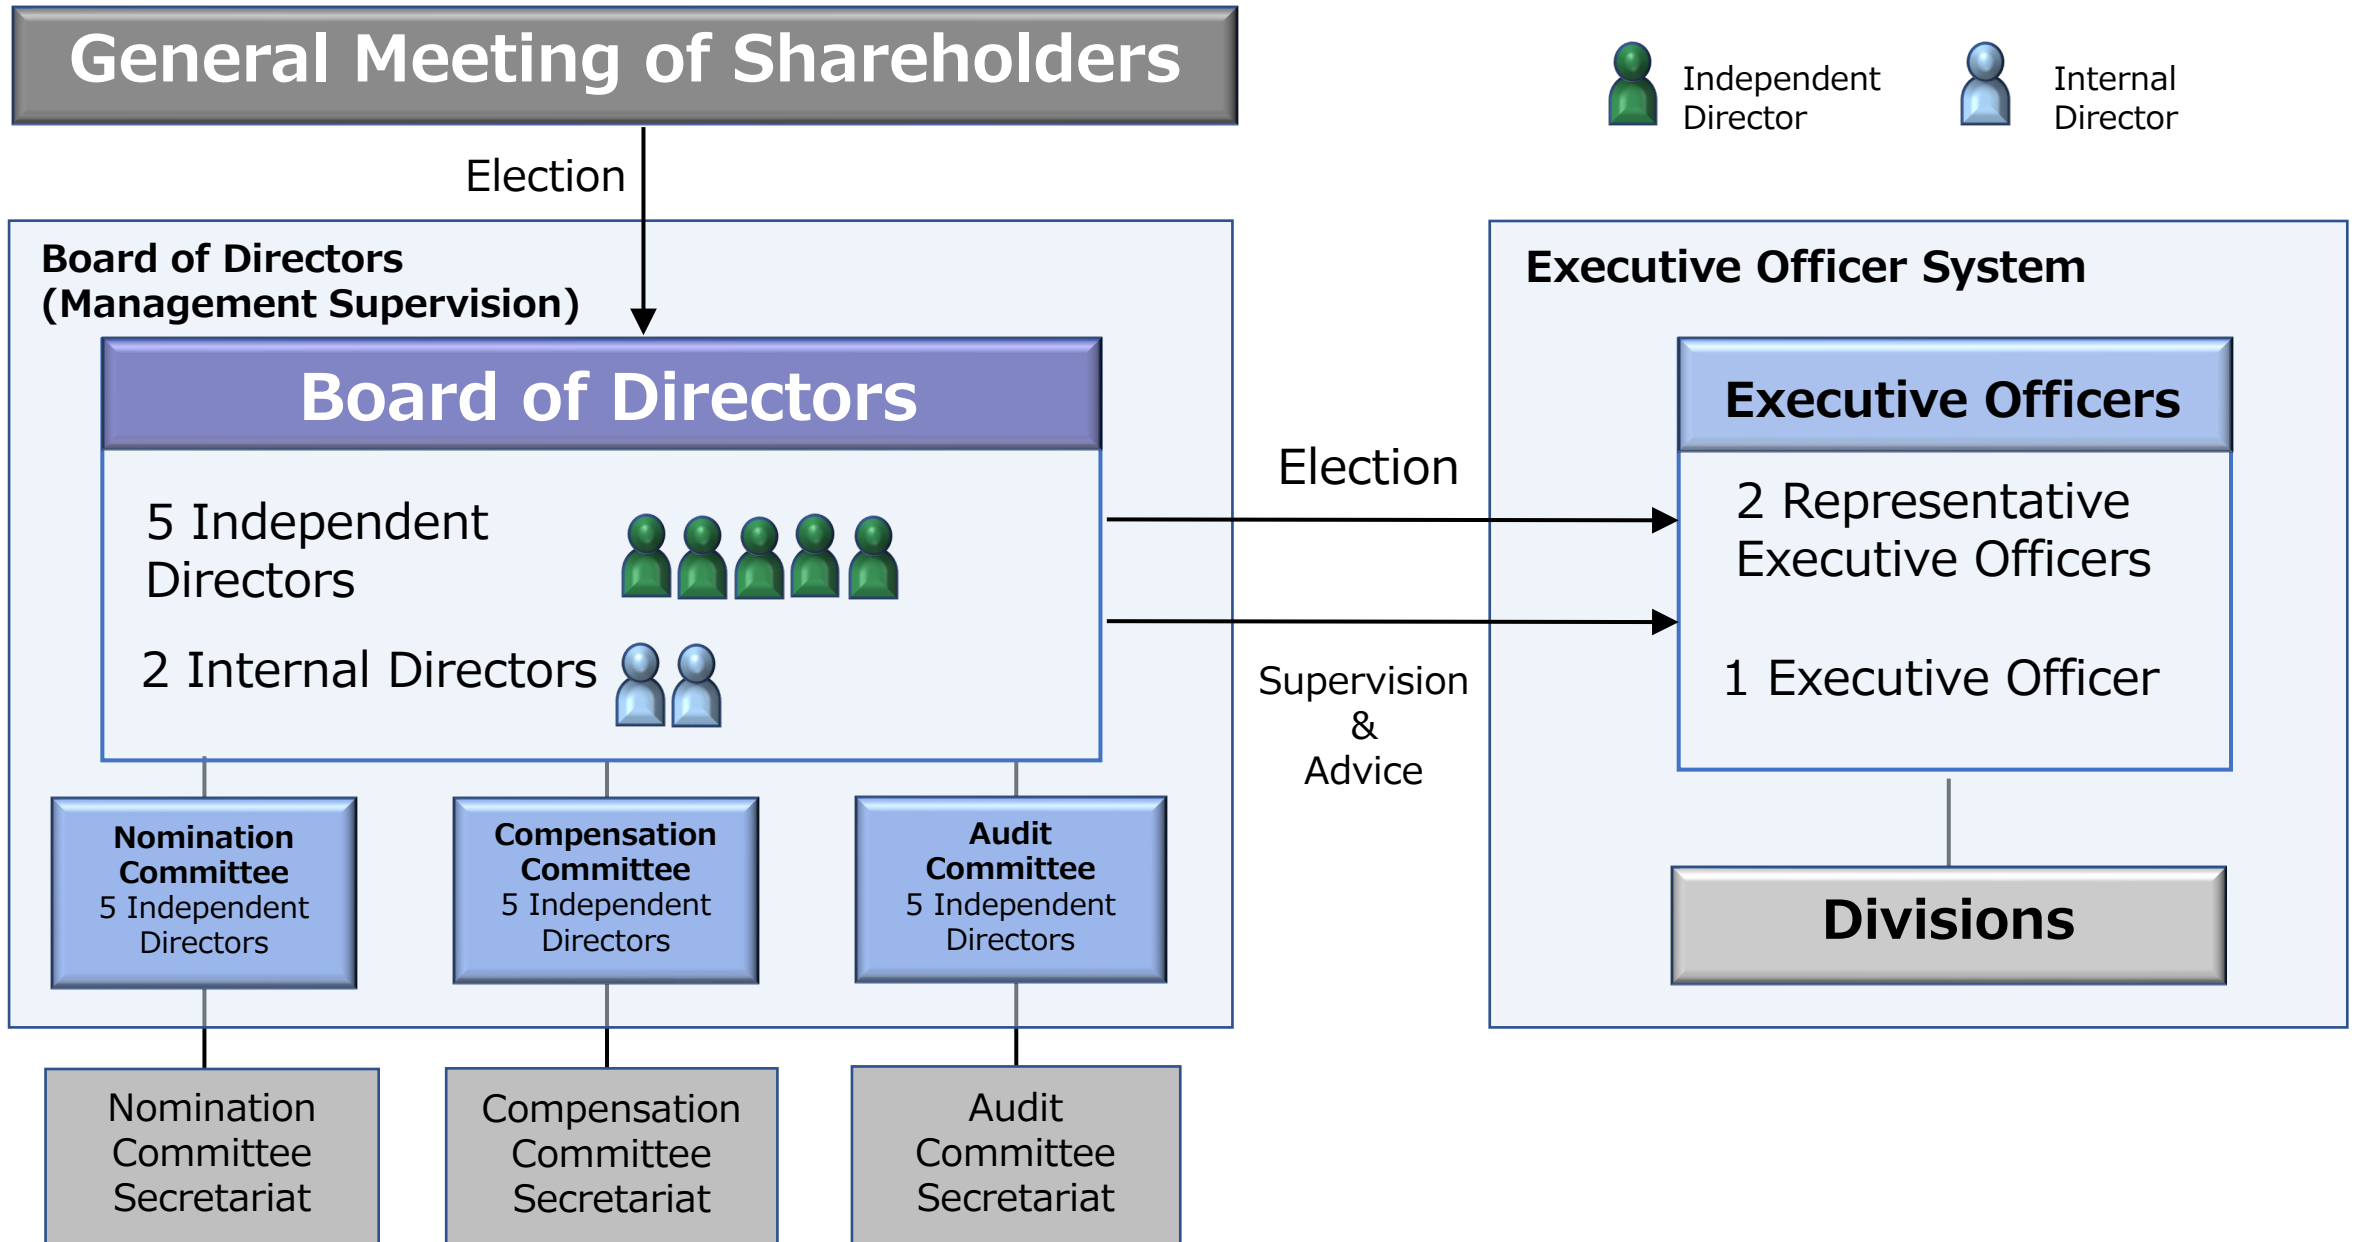 General Meeting of Shareholders
Independent
Director
Internal
Director
Election
Board of Directors
(Management Supervision)
Board of Directors
5 Independent
Directors
2 Internal Directors
Election
Supervision
&
Advice
Executive Officer System
Executive Officers
2 Representative
Executive Officers
1 Executive Officer
Divisions
Nomination
Committee
5 Independent
Directors
Compensation
Committee
5 Independent
Directors
Audit
Committee
5 Independent
Directors
Nomination
Committee
Secretariat
Compensation
Committee
Secretariat
Audit
Committee
Secretariat